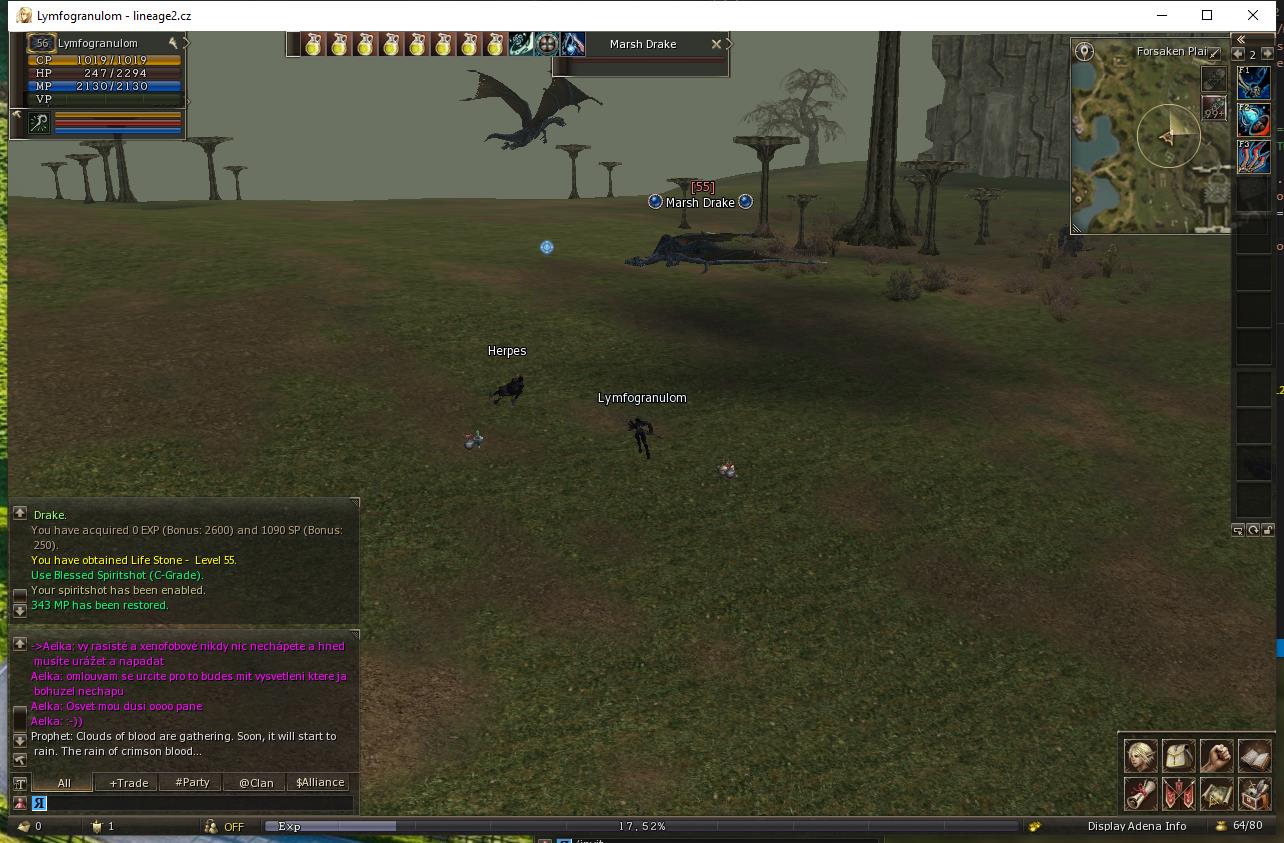 Lymfogranulom - lineage2.cz
56 Lymfogranulom
CP 1019/1019
HP 247/2294
MP 2130/2130
VP
Marsh Drake
Forsaken Plai
2
99+
F1
F2
F3
[55]
Marsh Drake
Herpes
Lymfogranulom
Drake.
You have acquired 0 EXP (Bonus: 2600) and 1090 SP (Bonus:
250).
You have obtained Life Stone - Level 55.
Use Blessed Spiritshot (C-Grade).
Your spiritshot has been enabled.
343 MP has been restored.
->Aelka: vy rasisté a xenofobové nikdy nic nechápete a hned
musíte urážet a napadat
Aelka: omlouvam se urcite pro to budes mit vysvetleni ktere ja
bohuzel nechapu
Aelka: Osvet mou dusi oooo pane
Aelka: :-))
Prophet: Clouds of blood are gathering. Soon, it will start to
rain. The rain of crimson blood...
All +Trade #Party @Clan $Alliance
Я
0 1 OFF Exp 17,52% Display Adena Info 64/80